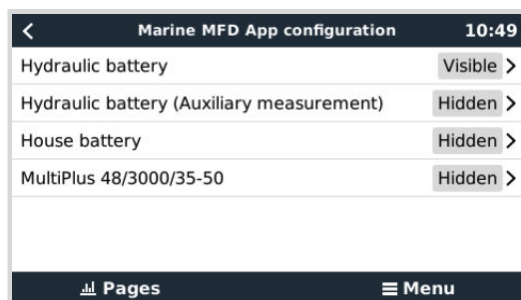 Marine MFD App configuration 10:49
Hydraulic battery Visible
Hydraulic battery (Auxiliary measurement) Hidden
House battery Hidden
MultiPlus 48/3000/35-50 Hidden
Pages Menu